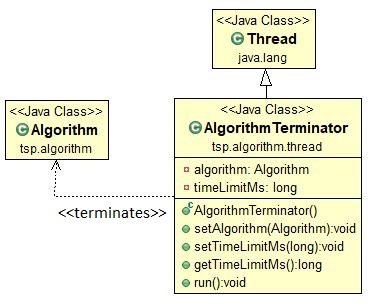 <<Java Class>>
Thread
java.lang
<<Java Class>>
Algorithm
tsp.algorithm
<<Java Class>>
AlgorithmTerminator
tsp.algorithm.thread
algorithm: Algorithm
timeLimitMs: long
<<terminates>>
AlgorithmTerminator()
setAlgorithm(Algorithm):void
setTimeLimitMs(long):void
getTimeLimitMs():long
run():void